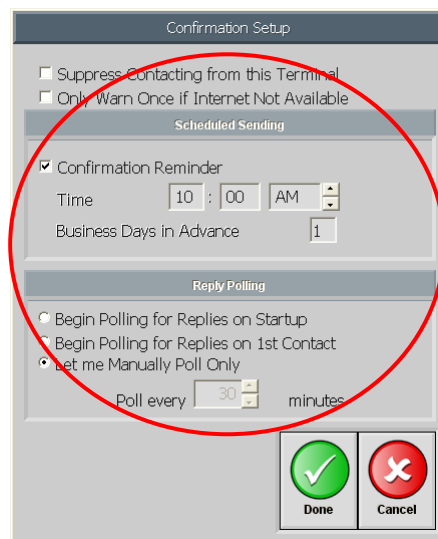 Confirmation Setup
Suppress Contacting from this Terminal
Only Warn Once if Internet Not Available
Scheduled Sending
Confirmation Reminder
Time 10 : 00 AM
Business Days in Advance 1
Reply Polling
Begin Polling for Replies on Startup
Begin Polling for Replies on 1st Contact
Let me Manually Poll Only
Poll every 30 minutes
Done Cancel